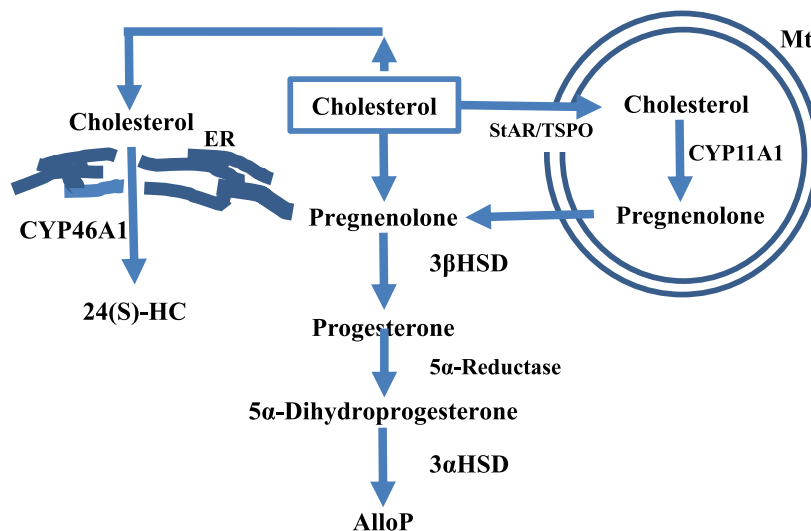 Mt
Cholesterol
Cholesterol
Cholesterol
StAR/TSPO
ER
CYP11A1
CYP46A1
Pregnenolone
Pregnenolone
3βHSD
24(S)-HC
Progesterone
5α-Reductase
5α-Dihydroprogesterone
3αHSD
AlloP